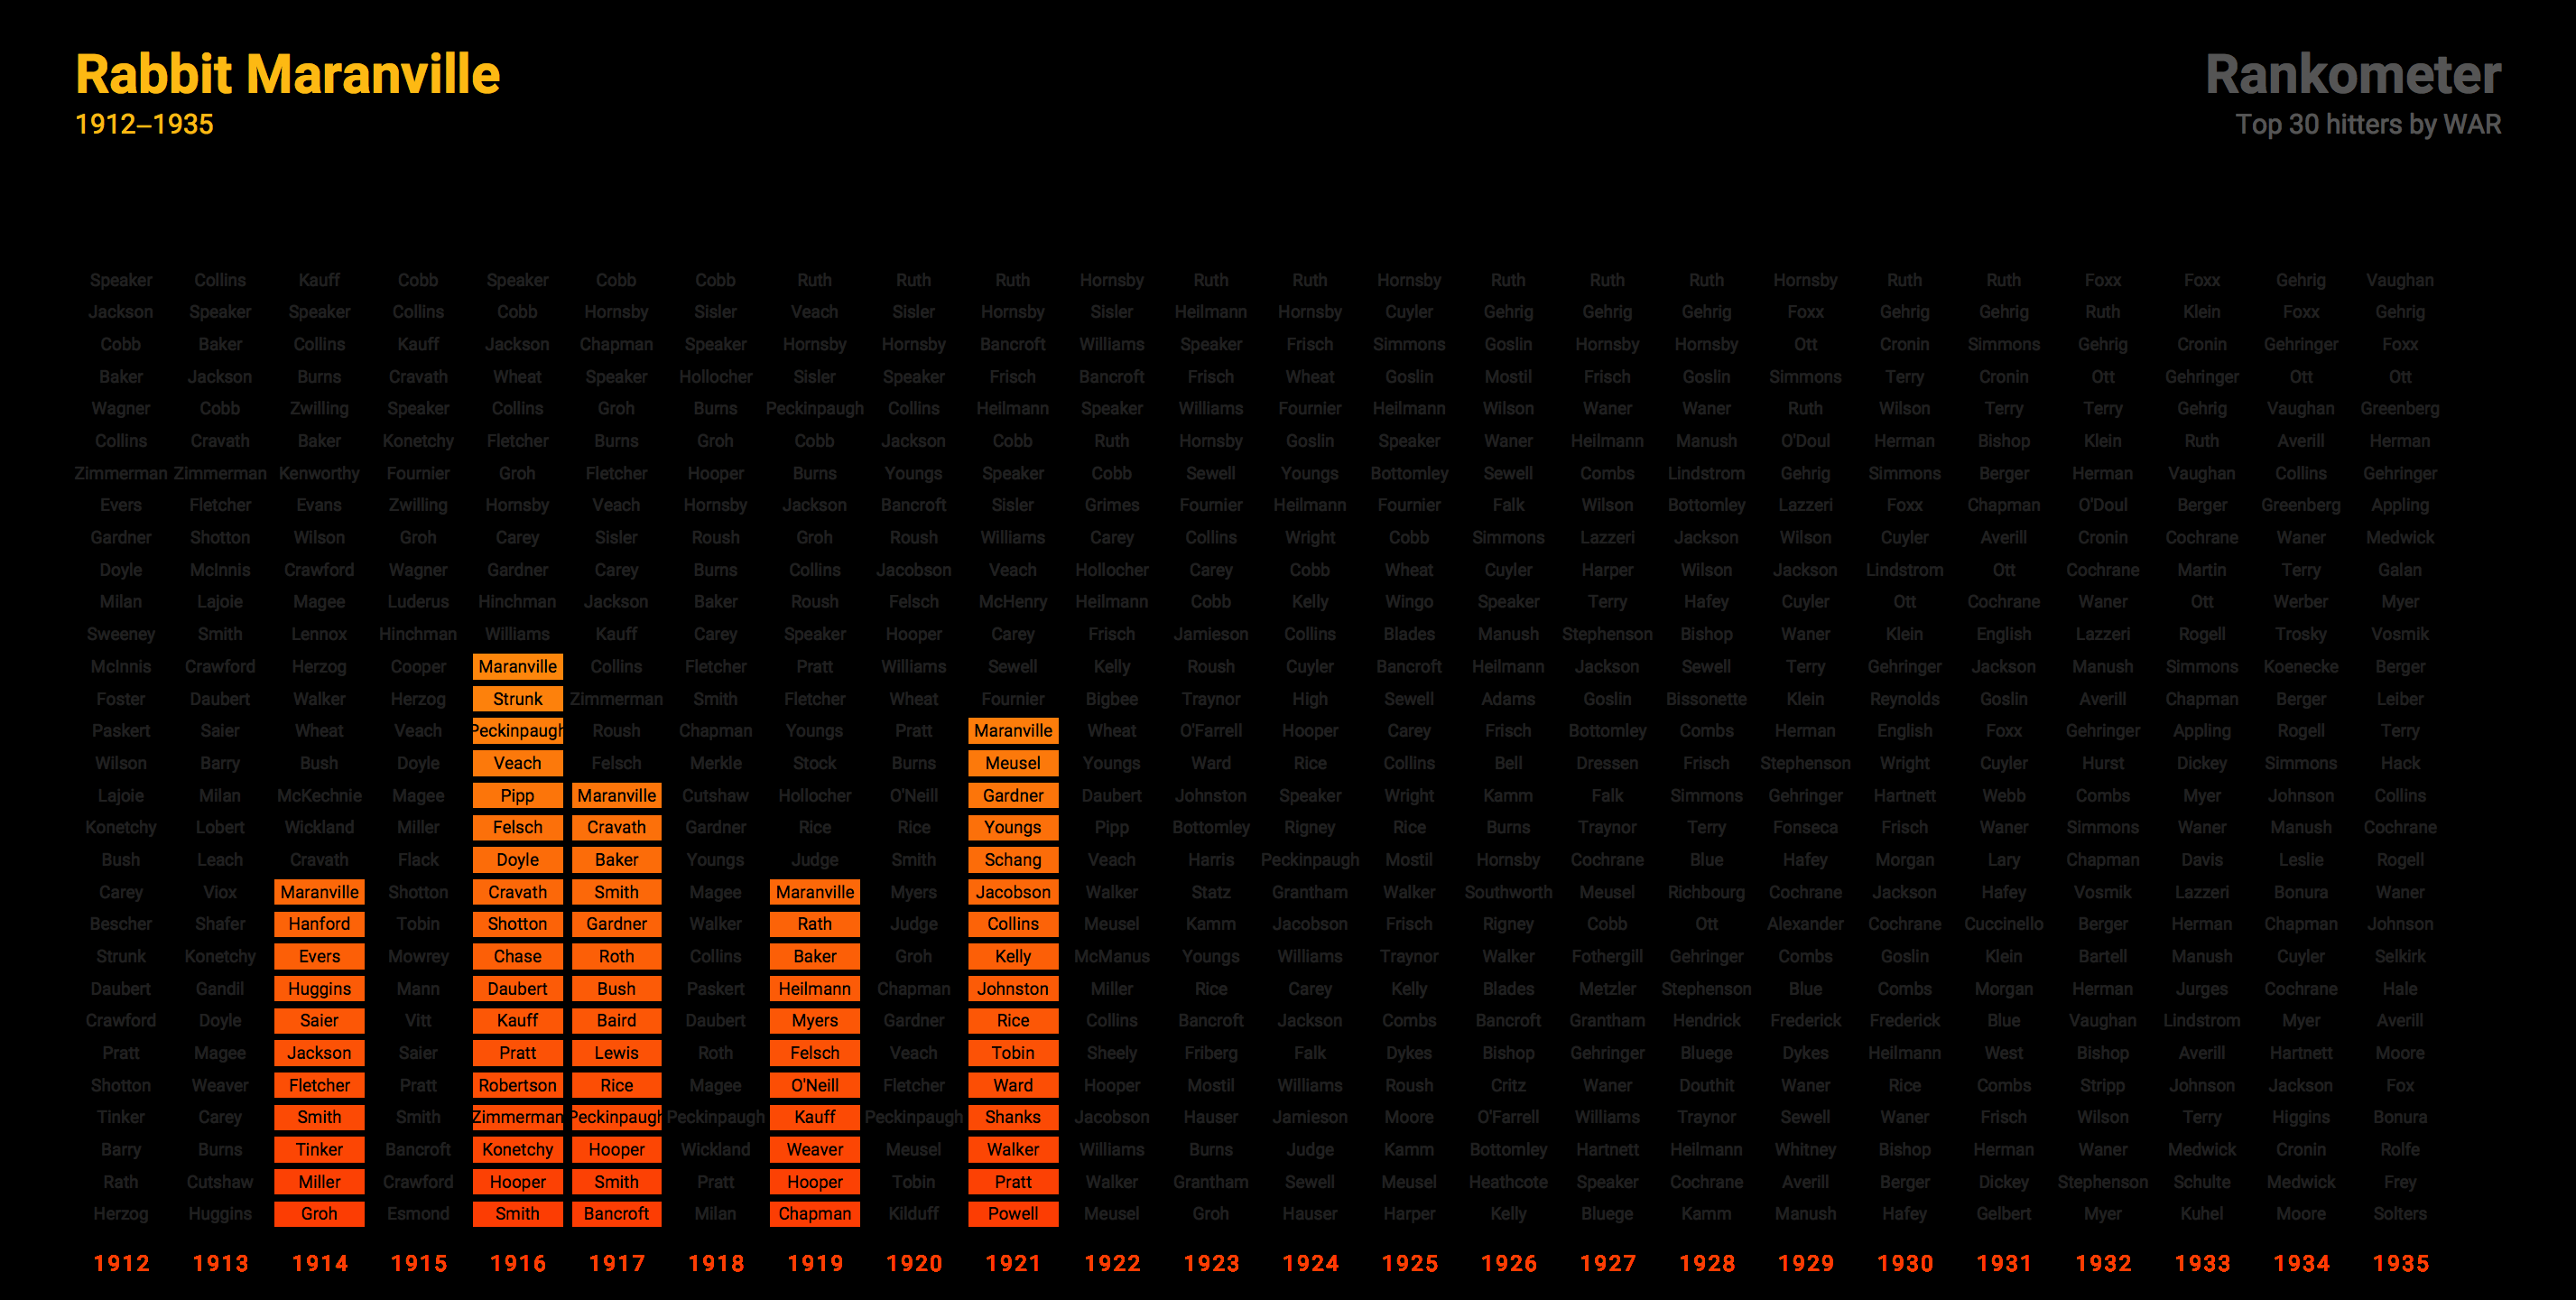 Rabbit Maranville
1912–1935
Rankometer
Top 30 hitters by WAR
Speaker Collins Kauff Cobb Speaker Cobb Cobb Ruth Ruth Ruth Hornsby Ruth Ruth Hornsby Ruth Ruth Ruth Hornsby Ruth Ruth Foxx Foxx Gehrig Vaughan
Jackson Speaker Speaker Collins Cobb Hornsby Sisler Veach Sisler Hornsby Sisler Heilmann Hornsby Cuyler Gehrig Gehrig Gehrig Foxx Gehrig Gehrig Ruth Klein Foxx Gehrig
Cobb Baker Collins Kauff Jackson Chapman Speaker Hornsby Hornsby Bancroft Williams Speaker Frisch Simmons Goslin Hornsby Hornsby Ott Cronin Simmons Gehrig Cronin Gehringer Foxx
Baker Jackson Burns Cravath Wheat Speaker Hollocher Sisler Speaker Frisch Bancroft Frisch Wheat Goslin Mostil Frisch Goslin Simmons Terry Cronin Ott Gehringer Ott Ott
Wagner Cobb Zwilling Speaker Collins Groh Burns Peckinpaugh Collins Heilmann Speaker Williams Fournier Heilmann Wilson Waner Waner Ruth Wilson Terry Terry Gehrig Vaughan Greenberg
Collins Cravath Baker Konetchy Fletcher Burns Groh Cobb Jackson Cobb Ruth Hornsby Goslin Speaker Waner Heilmann Manush O'Doul Herman Bishop Klein Ruth Averill Herman
Zimmerman Zimmerman Kenworthy Fournier Groh Fletcher Hooper Burns Youngs Speaker Cobb Sewell Youngs Bottomley Sewell Combs Lindstrom Gehrig Simmons Berger Herman Vaughan Collins Gehringer
Evers Fletcher Evans Zwilling Hornsby Veach Hornsby Jackson Bancroft Sisler Grimes Fournier Heilmann Fournier Falk Wilson Bottomley Lazzeri Foxx Chapman O'Doul Berger Greenberg Appling
Gardner Shotton Wilson Groh Carey Sisler Roush Groh Roush Williams Carey Collins Wright Cobb Simmons Lazzeri Jackson Wilson Cuyler Averill Cronin Cochrane Waner Medwick
Doyle McInnis Crawford Wagner Gardner Carey Burns Collins Jacobson Veach Hollocher Carey Cobb Wheat Cuyler Harper Wilson Jackson Lindstrom Ott Cochrane Martin Terry Galan
Milan Lajoie Magee Luderus Hinchman Jackson Baker Roush Felsch McHenry Heilmann Cobb Kelly Wingo Speaker Terry Hafey Cuyler Ott Cochrane Waner Ott Werber Myer
Sweeney Smith Lennox Hinchman Williams Kauff Carey Speaker Hooper Carey Frisch Jamieson Collins Blades Manush Stephenson Bishop Waner Klein English Lazzeri Rogell Trosky Vosmik
McInnis Crawford Herzog Cooper Maranville Collins Fletcher Pratt Williams Sewell Kelly Roush Cuyler Bancroft Heilmann Jackson Sewell Terry Gehringer Jackson Manush Simmons Koenecke Berger
Foster Daubert Walker Herzog Strunk Zimmerman Smith Fletcher Wheat Fournier Bigbee Traynor High Sewell Adams Goslin Bissonette Klein Reynolds Goslin Averill Chapman Berger Leiber
Paskert Saier Wheat Veach Peckinpaugh Roush Chapman Youngs Pratt Maranville Wheat O'Farrell Hooper Carey Frisch Bottomley Combs Herman English Foxx Gehringer Appling Rogell Terry
Wilson Barry Bush Doyle Veach Felsch Merkle Stock Burns Meusel Youngs Ward Rice Collins Bell Dressen Frisch Stephenson Wright Cuyler Hurst Dickey Simmons Hack
Lajoie Milan McKechnie Magee Pipp Maranville Cutshaw Hollocher O'Neill Gardner Daubert Johnston Speaker Wright Kamm Falk Simmons Gehringer Hartnett Webb Combs Myer Johnson Collins
Konetchy Lobert Wickland Miller Felsch Cravath Gardner Rice Rice Youngs Pipp Bottomley Rigney Rice Burns Traynor Terry Fonseca Frisch Waner Simmons Waner Manush Cochrane
Bush Leach Cravath Flack Doyle Baker Youngs Judge Smith Schang Veach Harris Peckinpaugh Mostil Hornsby Cochrane Blue Hafey Morgan Lary Chapman Davis Leslie Rogell
Carey Viox Maranville Shotton Cravath Smith Magee Maranville Myers Jacobson Walker Statz Grantham Walker Southworth Meusel Richbourg Cochrane Jackson Hafey Vosmik Lazzeri Bonura Waner
Bescher Shafer Hanford Tobin Shotton Gardner Walker Rath Judge Collins Meusel Kamm Jacobson Frisch Rigney Cobb Ott Alexander Cochrane Cuccinello Berger Herman Chapman Johnson
Strunk Konetchy Evers Mowrey Chase Roth Collins Baker Groh Kelly McManus Youngs Williams Traynor Walker Fothergill Gehringer Combs Goslin Klein Bartell Manush Cuyler Selkirk
Daubert Gandil Huggins Mann Daubert Bush Paskert Heilmann Chapman Johnston Miller Rice Carey Kelly Blades Metzler Stephenson Blue Combs Morgan Herman Jurges Cochrane Hale
Crawford Doyle Saier Vitt Kauff Baird Daubert Myers Gardner Rice Collins Bancroft Jackson Combs Bancroft Grantham Hendrick Frederick Frederick Blue Vaughan Lindstrom Myer Averill
Pratt Magee Jackson Saier Pratt Lewis Roth Felsch Veach Tobin Sheely Friberg Falk Dykes Bishop Gehringer Bluege Dykes Heilmann West Bishop Averill Hartnett Moore
Shotton Weaver Fletcher Pratt Robertson Rice Magee O'Neill Fletcher Ward Hooper Mostil Williams Roush Critz Waner Douthit Waner Rice Combs Stripp Johnson Jackson Fox
Tinker Carey Smith Smith Zimmerman Peckinpaugh Peckinpaugh Kauff Peckinpaugh Shanks Jacobson Hauser Jamieson Moore O'Farrell Williams Traynor Sewell Waner Frisch Wilson Terry Higgins Bonura
Barry Burns Tinker Bancroft Konetchy Hooper Wickland Weaver Meusel Walker Williams Burns Judge Kamm Bottomley Hartnett Heilmann Whitney Bishop Herman Waner Medwick Cronin Rolfe
Rath Cutshaw Miller Crawford Hooper Smith Pratt Hooper Tobin Pratt Walker Grantham Sewell Meusel Heathcote Speaker Cochrane Averill Berger Dickey Stephenson Schulte Medwick Frey
Herzog Huggins Groh Esmond Smith Bancroft Milan Chapman Kilduff Powell Meusel Groh Hauser Harper Kelly Bluege Kamm Manush Hafey Gelbert Myer Kuhel Moore Solters
1912 1913 1914 1915 1916 1917 1918 1919 1920 1921 1922 1923 1924 1925 1926 1927 1928 1929 1930 1931 1932 1933 1934 1935